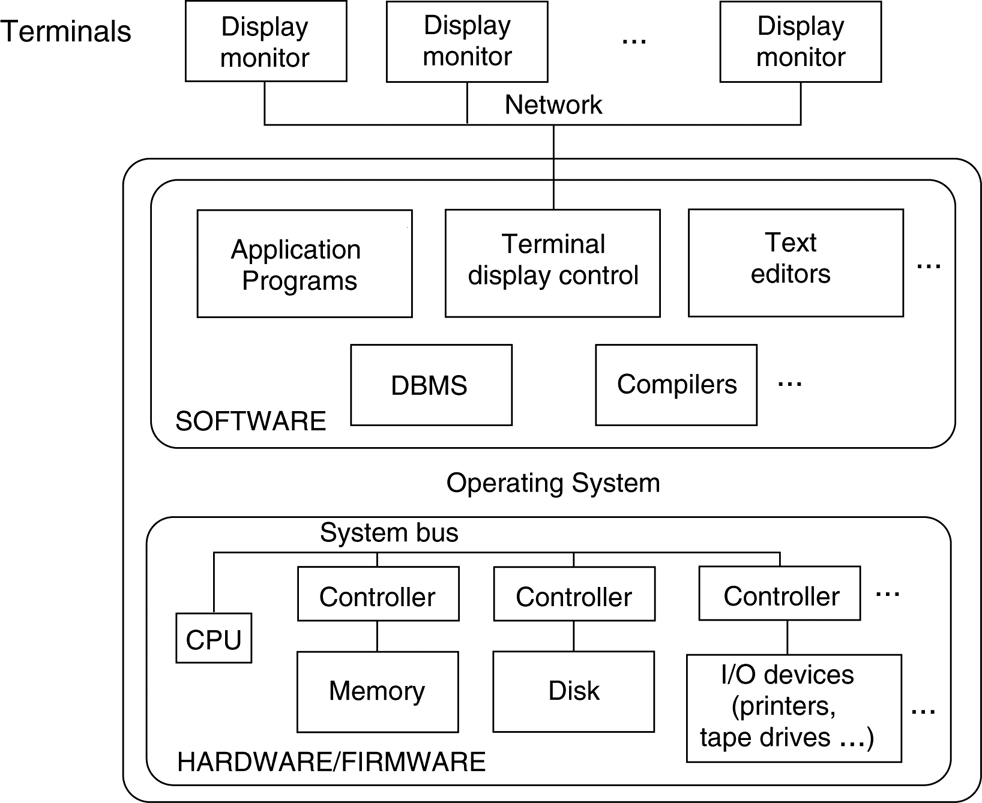 Terminals
Display
monitor
Display
monitor
...
Display
monitor
Network
Application
Programs
Terminal
display control
Text
editors
...
DBMS
Compilers
...
SOFTWARE
Operating System
System bus
CPU
Controller
Controller
Controller
...
Memory
Disk
I/O devices
(printers,
tape drives ...)
...
HARDWARE/FIRMWARE